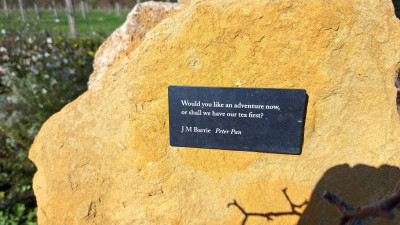 Would you like an adventure now,
or shall we have our tea first?
J M Barrie Peter Pan